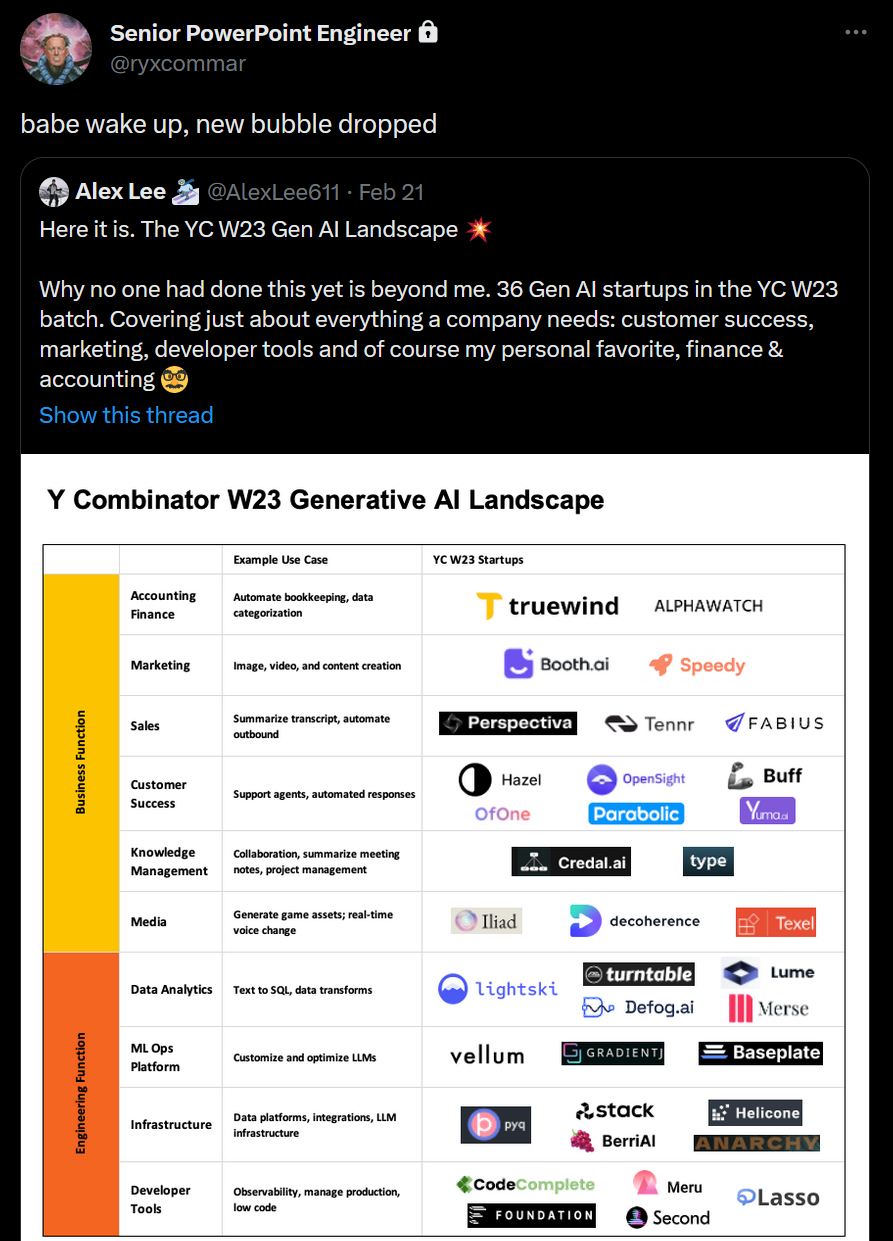 Senior PowerPoint Engineer
@ryxcommar
babe wake up, new bubble dropped
Alex Lee @AlexLee611 · Feb 21
Here it is. The YC W23 Gen AI Landscape 💥
Why no one had done this yet is beyond me. 36 Gen AI startups in the YC W23
batch. Covering just about everything a company needs: customer success,
marketing, developer tools and of course my personal favorite, finance &
accounting 🥸
Show this thread
Y Combinator W23 Generative AI Landscape
Example Use Case YC W23 Startups
Business Function
Accounting
Finance
Automate bookkeeping, data
categorization
truewind ALPHAWATCH
Marketing
Image, video, and content creation
Booth.ai Speedy
Sales
Summarize transcript, automate
outbound
Perspectiva Tennr FABIUS
Customer
Success
Support agents, automated responses
Hazel OpenSight Buff
OfOne Parabolic Yuma.ai
Knowledge
Management
Collaboration, summarize meeting
notes, project management
Credal.ai type
Media
Generate game assets; real-time
voice change
Iliad decoherence Texel
Engineering Function
Data Analytics
Text to SQL, data transforms
lightski turntable Lume
Defog.ai Merse
ML Ops
Platform
Customize and optimize LLMs
vellum GRADIENTJ Baseplate
Infrastructure
Data platforms, integrations, LLM
infrastructure
pyq stack Helicone
BerriAI ANARCHY
Developer
Tools
Observability, manage production,
low code
CodeComplete Meru Lasso
FOUNDATION Second